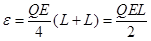 ε = QE/4 (L + L) = QEL/2